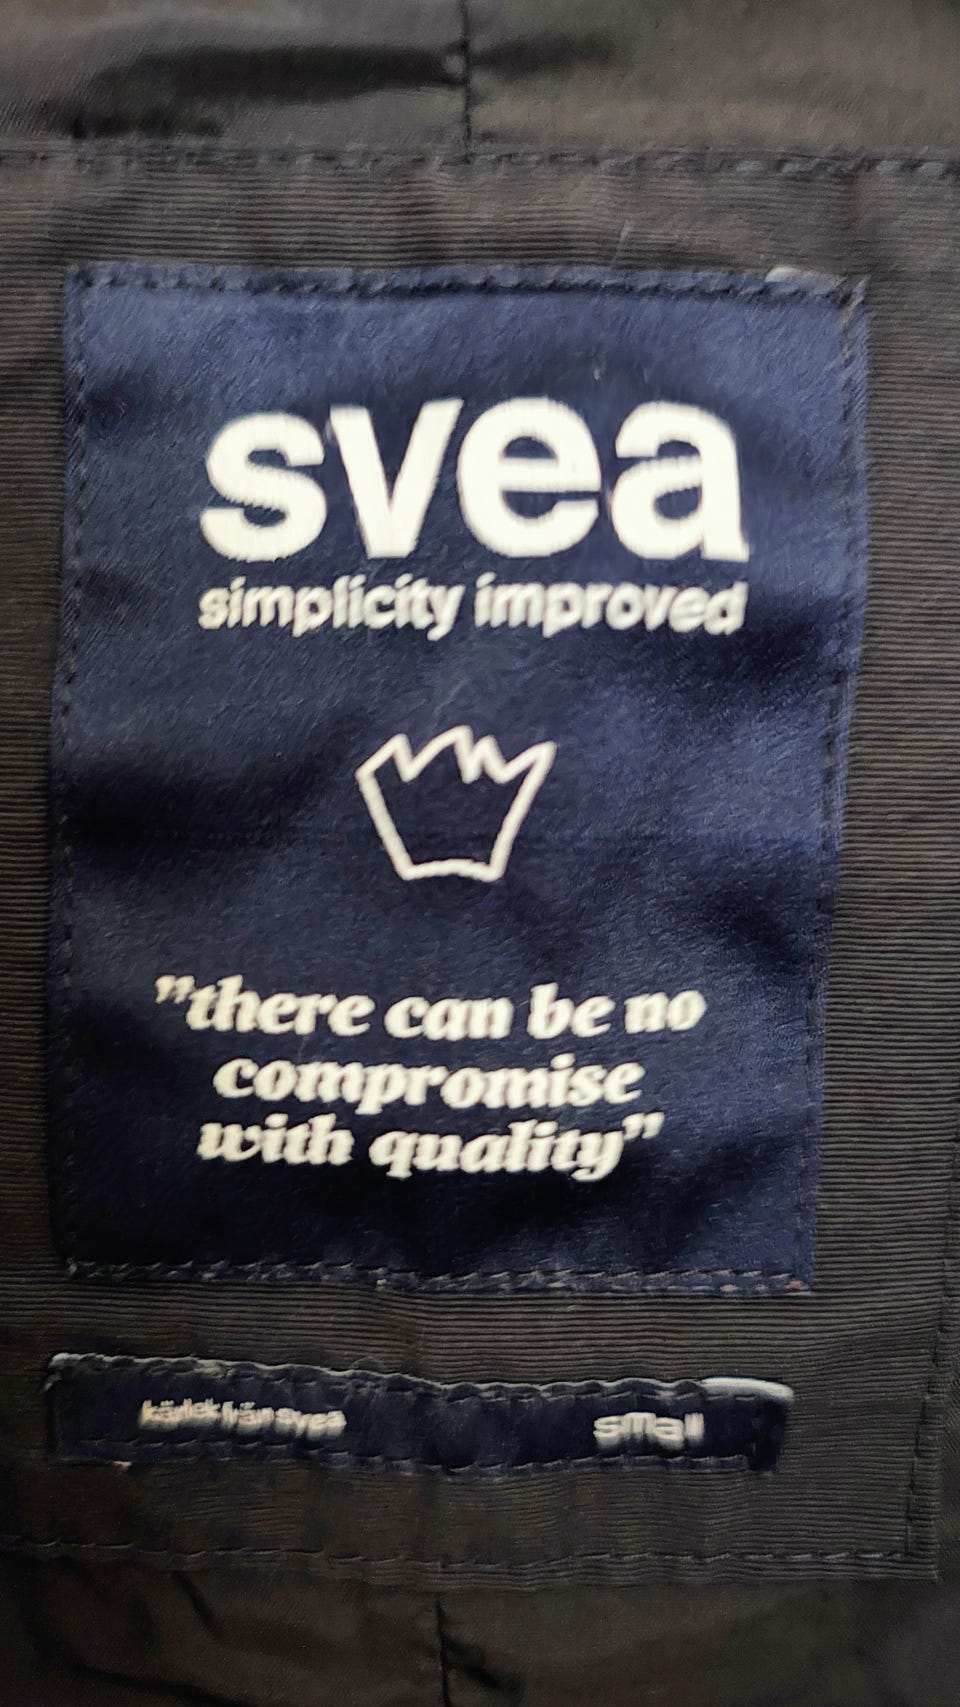 svea
simplicity improved
”there can be no
compromise
with quality”
kärlek från svea
small